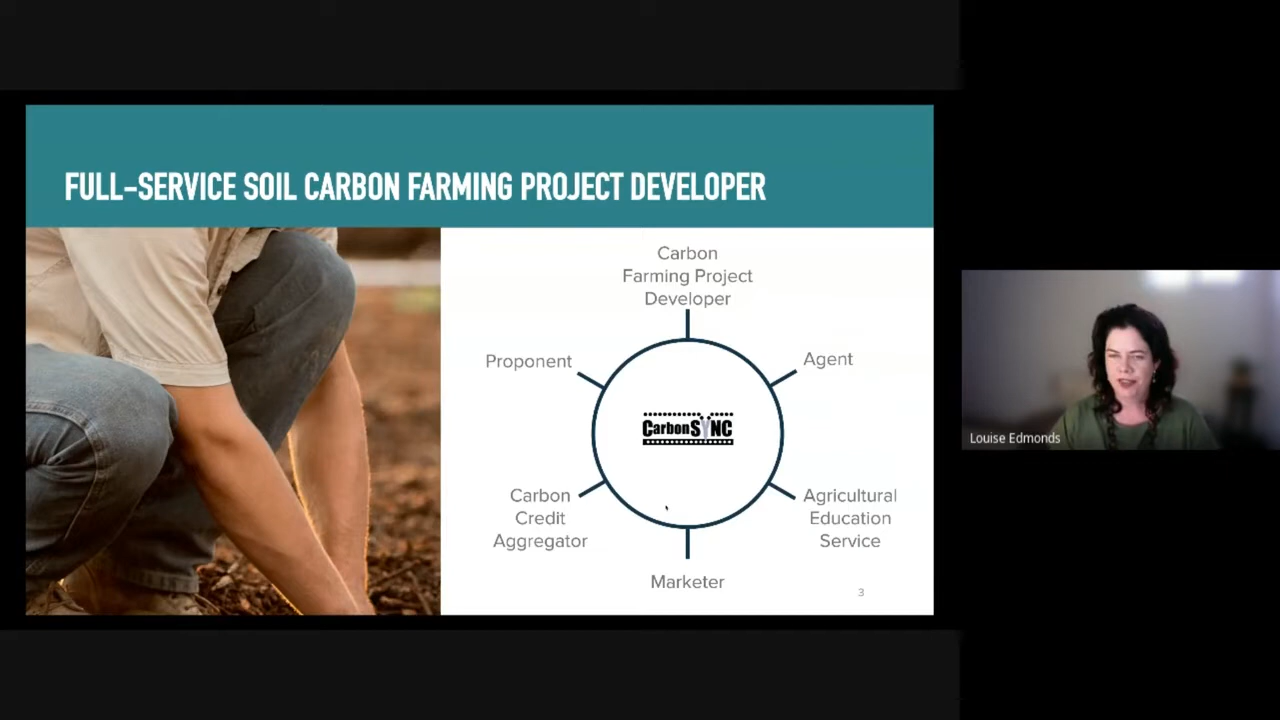 FULL-SERVICE SOIL CARBON FARMING PROJECT DEVELOPER
Carbon
Farming Project
Developer
Proponent
Agent
CarbonSYNC
Carbon
Credit
Aggregator
Agricultural
Education
Service
Marketer
3
Louise Edmonds